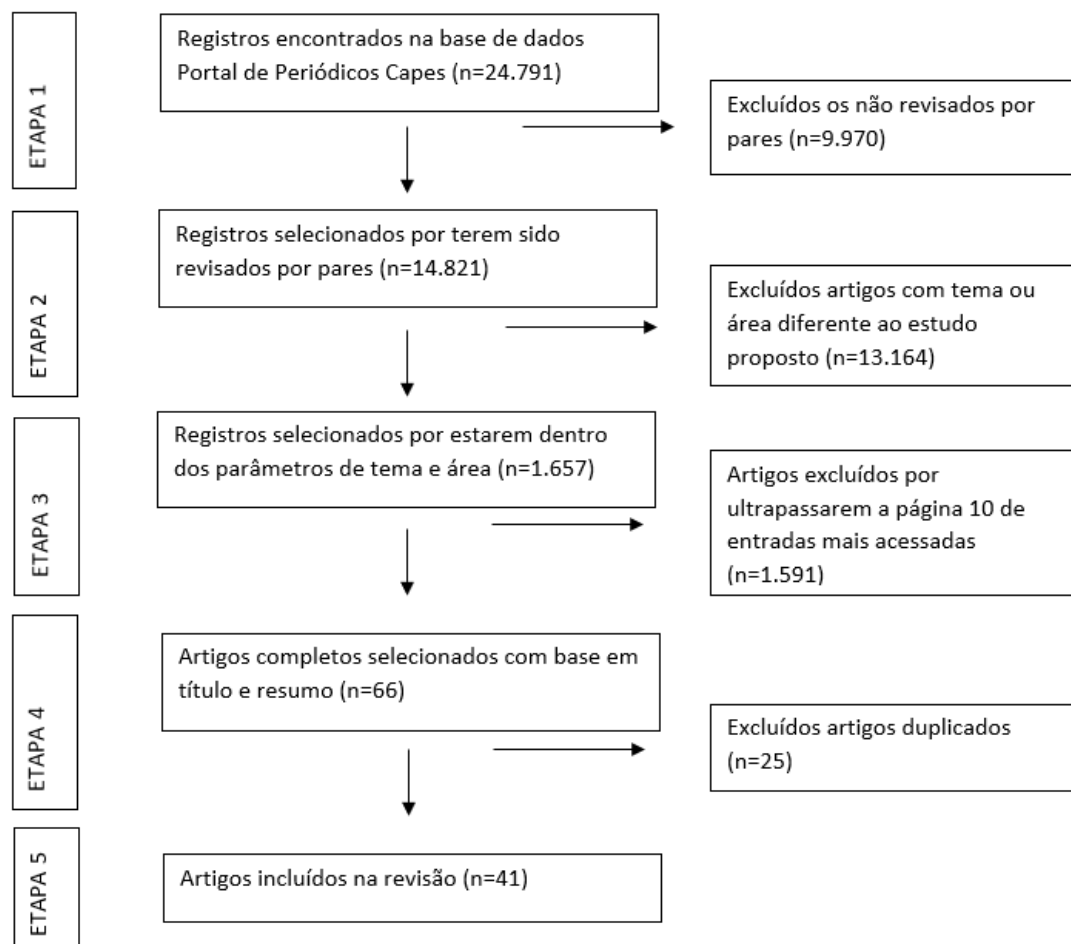 ETAPA 1
Registros encontrados na base de dados
Portal de Periódicos Capes (n=24.791)
Excluídos os não revisados por
pares (n=9.970)
ETAPA 2
Registros selecionados por terem sido
revisados por pares (n=14.821)
Excluídos artigos com tema ou
área diferente ao estudo
proposto (n=13.164)
ETAPA 3
Registros selecionados por estarem dentro
dos parâmetros de tema e área (n=1.657)
Artigos excluídos por
ultrapassarem a página 10 de
entradas mais acessadas
(n=1.591)
ETAPA 4
Artigos completos selecionados com base em
título e resumo (n=66)
Excluídos artigos duplicados
(n=25)
ETAPA 5
Artigos incluídos na revisão (n=41)